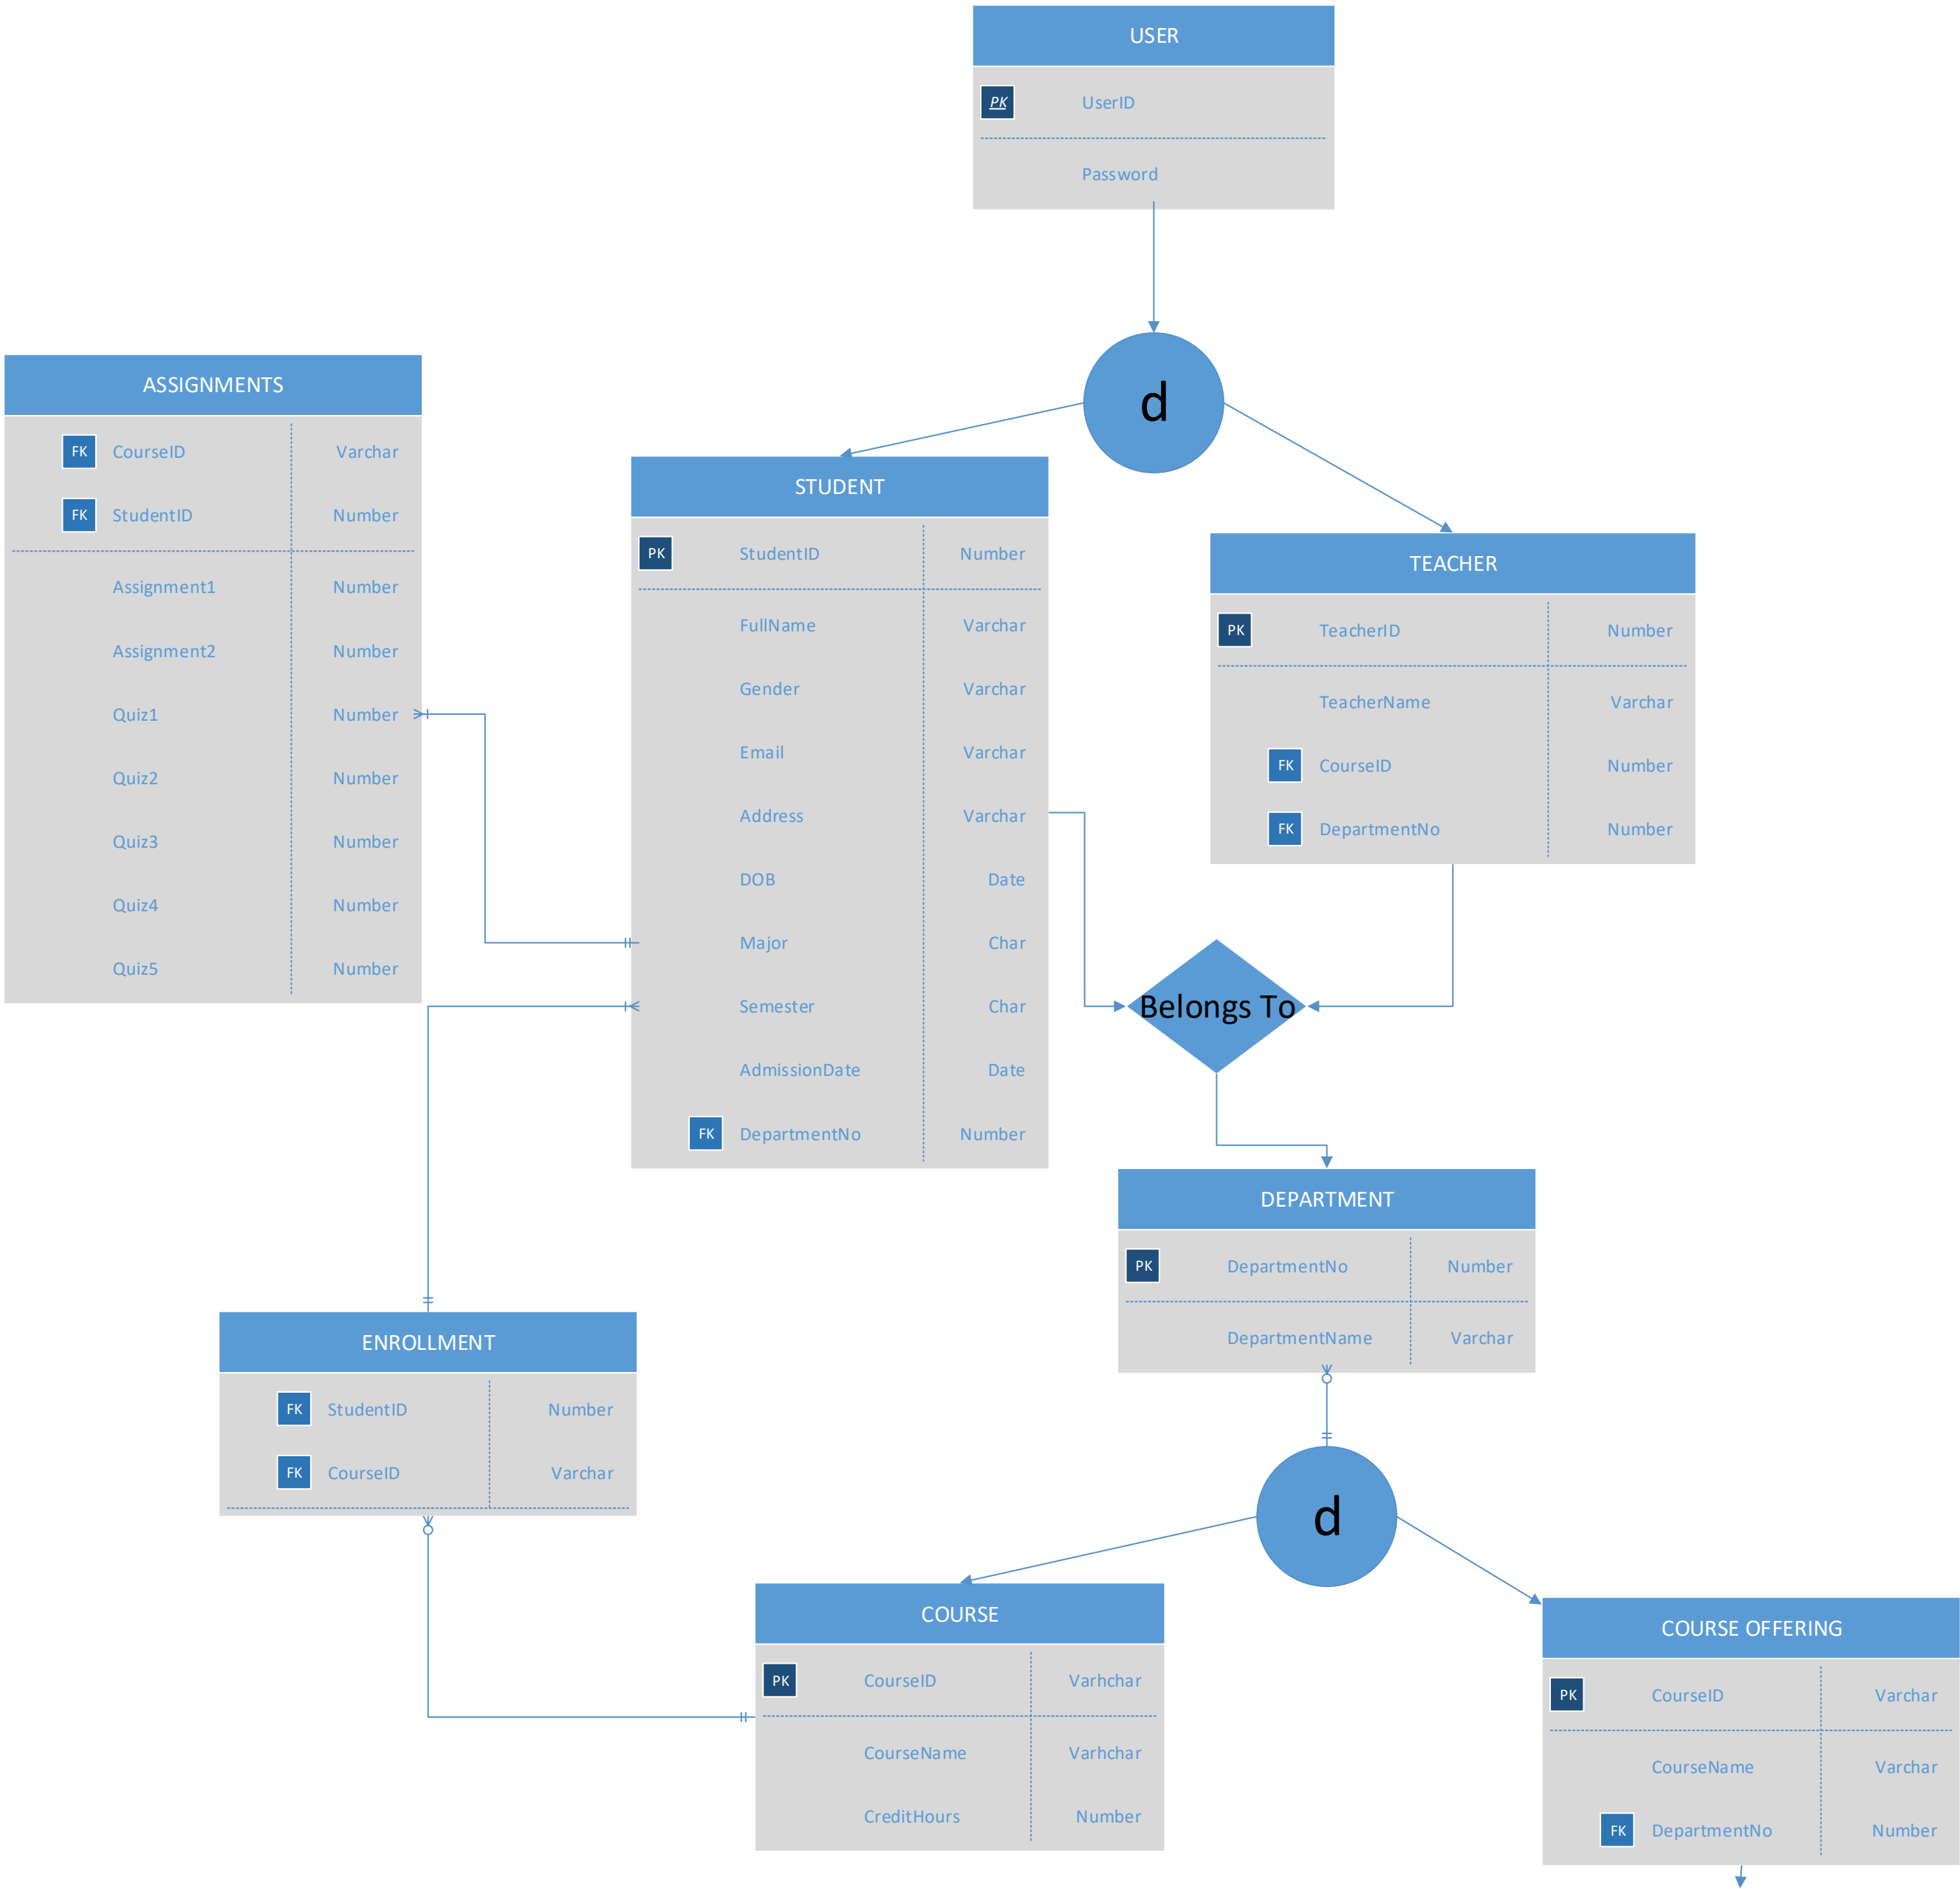 USER
PK UserID
Password
d
ASSIGNMENTS
FK CourseID Varchar
FK StudentID Number
Assignment1 Number
Assignment2 Number
Quiz1 Number
Quiz2 Number
Quiz3 Number
Quiz4 Number
Quiz5 Number
STUDENT
PK StudentID Number
FullName Varchar
Gender Varchar
Email Varchar
Address Varchar
DOB Date
Major Char
Semester Char
AdmissionDate Date
FK DepartmentNo Number
TEACHER
PK TeacherID Number
TeacherName Varchar
FK CourseID Number
FK DepartmentNo Number
Belongs To
DEPARTMENT
PK DepartmentNo Number
DepartmentName Varchar
ENROLLMENT
FK StudentID Number
FK CourseID Varchar
d
COURSE
PK CourseID Varhchar
CourseName Varhchar
CreditHours Number
COURSE OFFERING
PK CourseID Varchar
CourseName Varchar
FK DepartmentNo Number